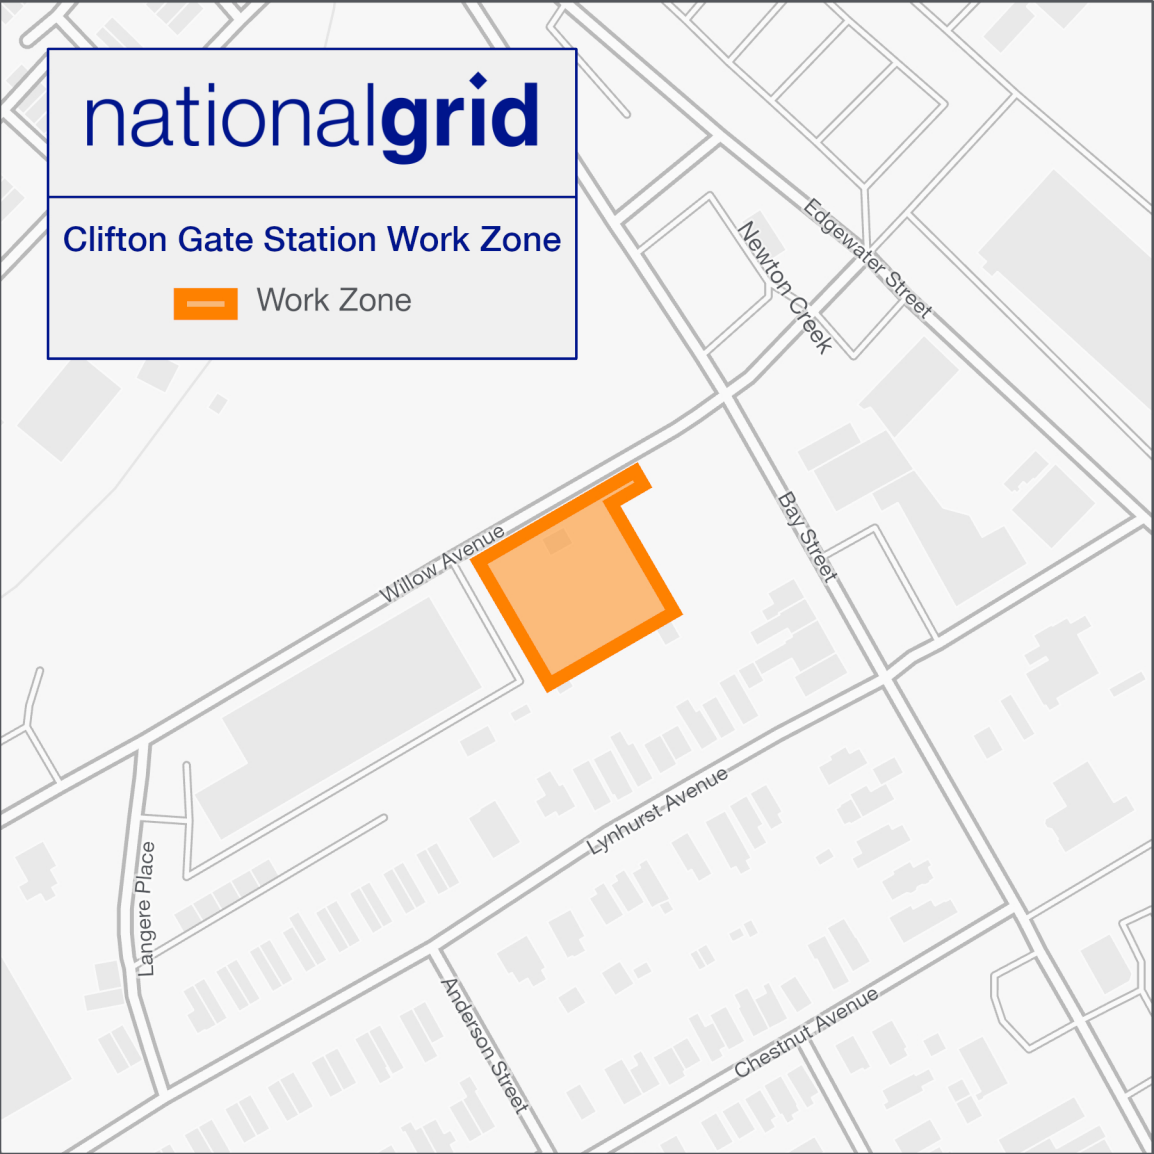 nationalgrid
Clifton Gate Station Work Zone
Work Zone
Edgewater Street
Newton Creek
Bay Street
Willow Avenue
Lynhurst Avenue
Langere Place
Anderson Street
Chestnut Avenue